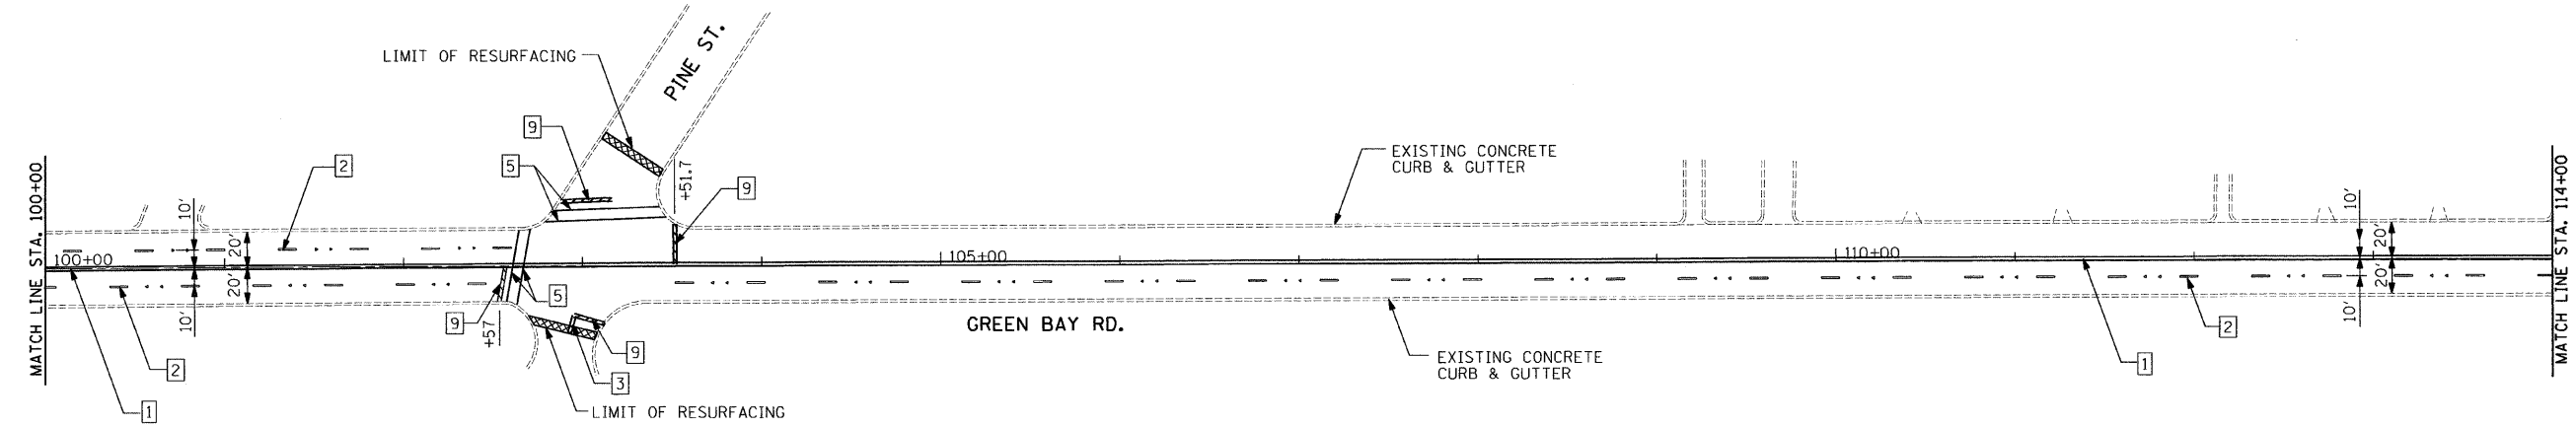 LIMIT OF RESURFACING
PINE ST.
9
5
2
+51.7
9
EXISTING CONCRETE
CURB & GUTTER
MATCH LINE STA. 100+00
10'
20'
100+00
105+00
110+00
10'
20'
MATCH LINE STA. 114+00
20'
10'
5
9
+57
GREEN BAY RD.
20'
10'
2
9
3
2
1
EXISTING CONCRETE
CURB & GUTTER
1
LIMIT OF RESURFACING